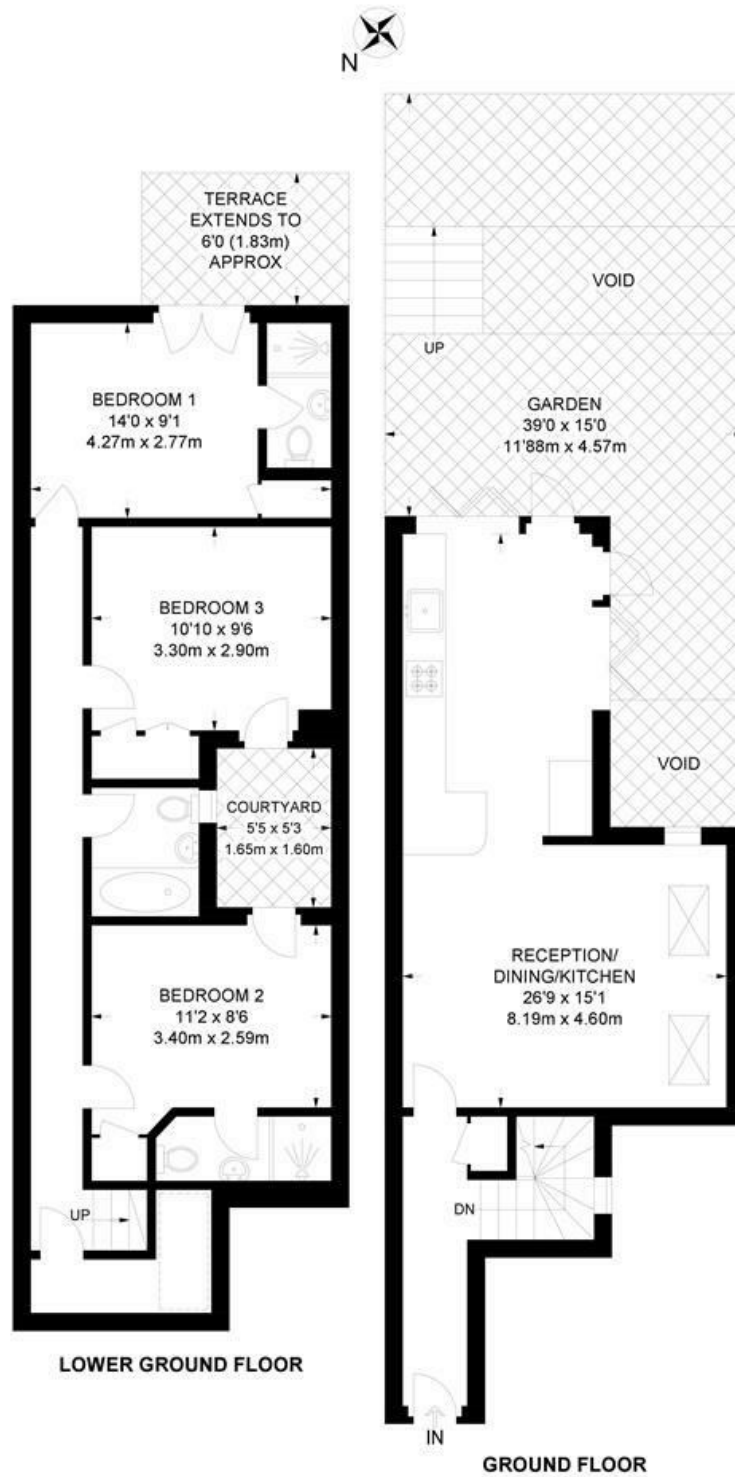 N
TERRACE
EXTENDS TO
6'0 (1.83m)
APPROX
BEDROOM 1
14'0 x 9'1
4.27m x 2.77m
BEDROOM 3
10'10 x 9'6
3.30m x 2.90m
COURTYARD
5'5 x 5'3
1.65m x 1.60m
BEDROOM 2
11'2 x 8'6
3.40m x 2.59m
UP
LOWER GROUND FLOOR
VOID
UP
GARDEN
39'0 x 15'0
11'88m x 4.57m
VOID
RECEPTION/
DINING/KITCHEN
26'9 x 15'1
8.19m x 4.60m
DN
IN
GROUND FLOOR